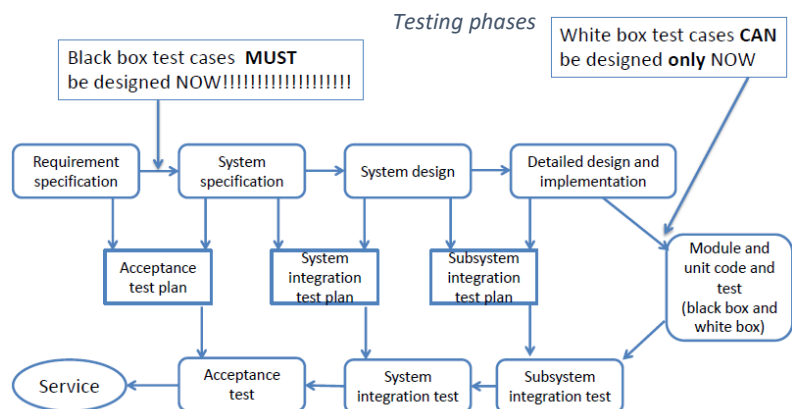 Testing phases
Black box test cases MUST
be designed NOW!!!!!!!!!!!!!!!!!!!
White box test cases CAN
be designed only NOW
Requirement
specification
System
specification
System design
Detailed design and
implementation
Acceptance
test plan
System
integration
test plan
Subsystem
integration
test plan
Module and
unit code and
test
(black box and
white box)
Service
Acceptance
test
System
integration test
Subsystem
integration test